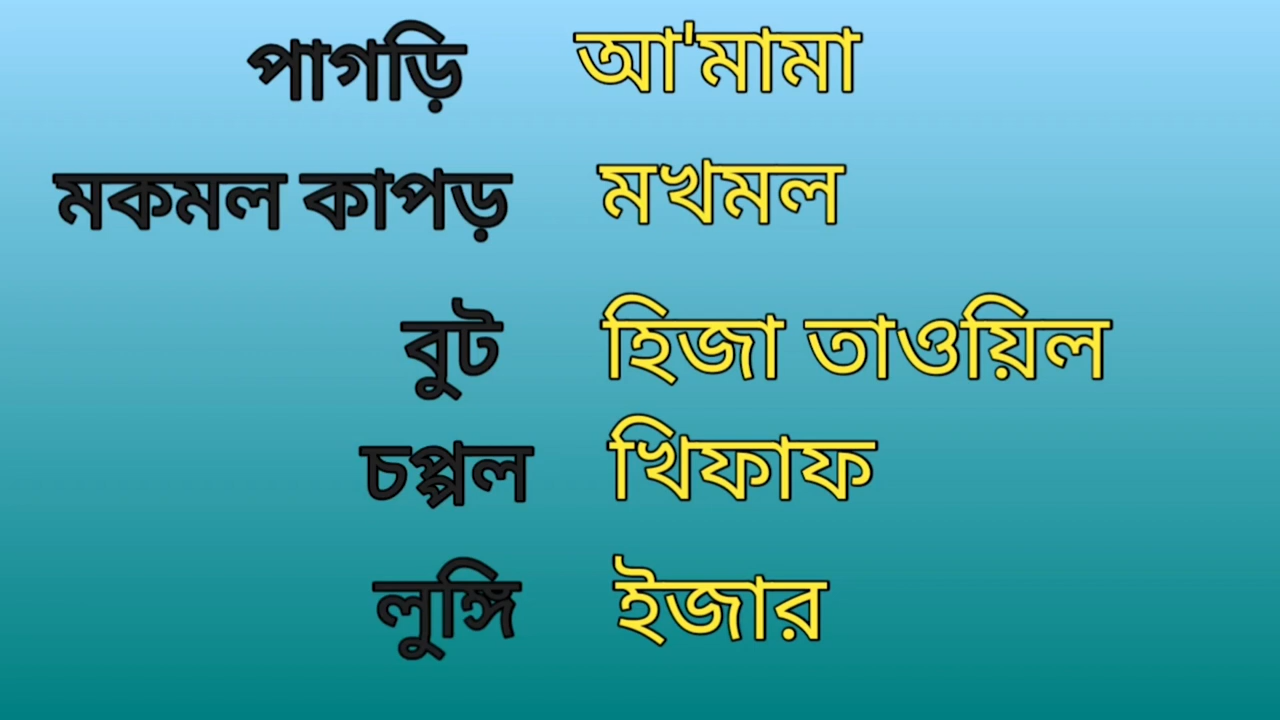 পাগড়ি আ'মামা
মকমল কাপড় মখমল
বুট হিজা তাওয়িল
চপ্পল খিফাফ
লুঙ্গি ইজার